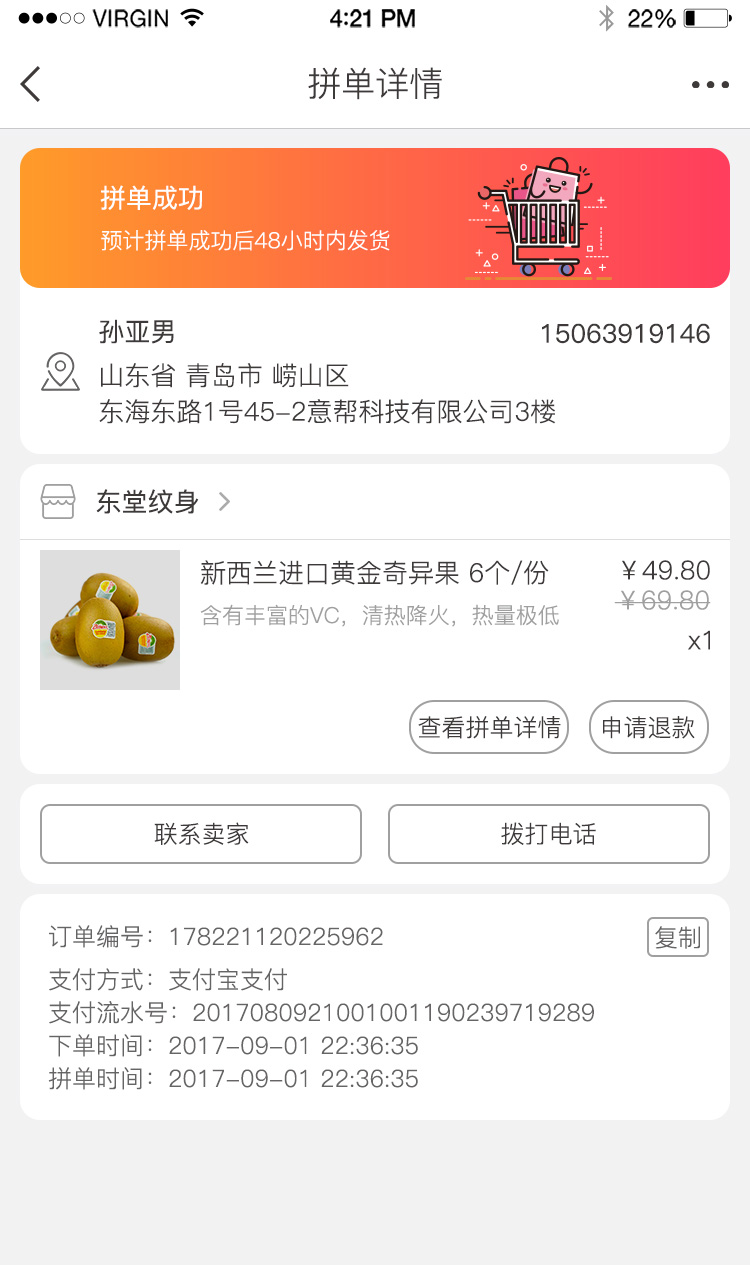 VIRGIN 4:21 PM 22%
拼单详情
拼单成功
预计拼单成功后48小时内发货
孙亚男 15063919146
山东省 青岛市 崂山区
东海东路1号45-2意帮科技有限公司3楼
东堂纹身
新西兰进口黄金奇异果 6个/份 ¥49.80
¥69.80
含有丰富的VC，清热降火，热量极低
x1
查看拼单详情 申请退款
联系卖家 拨打电话
订单编号：178221120225962 复制
支付方式：支付宝支付
支付流水号：2017080921001001190239719289
下单时间：2017-09-01 22:36:35
拼单时间：2017-09-01 22:36:35